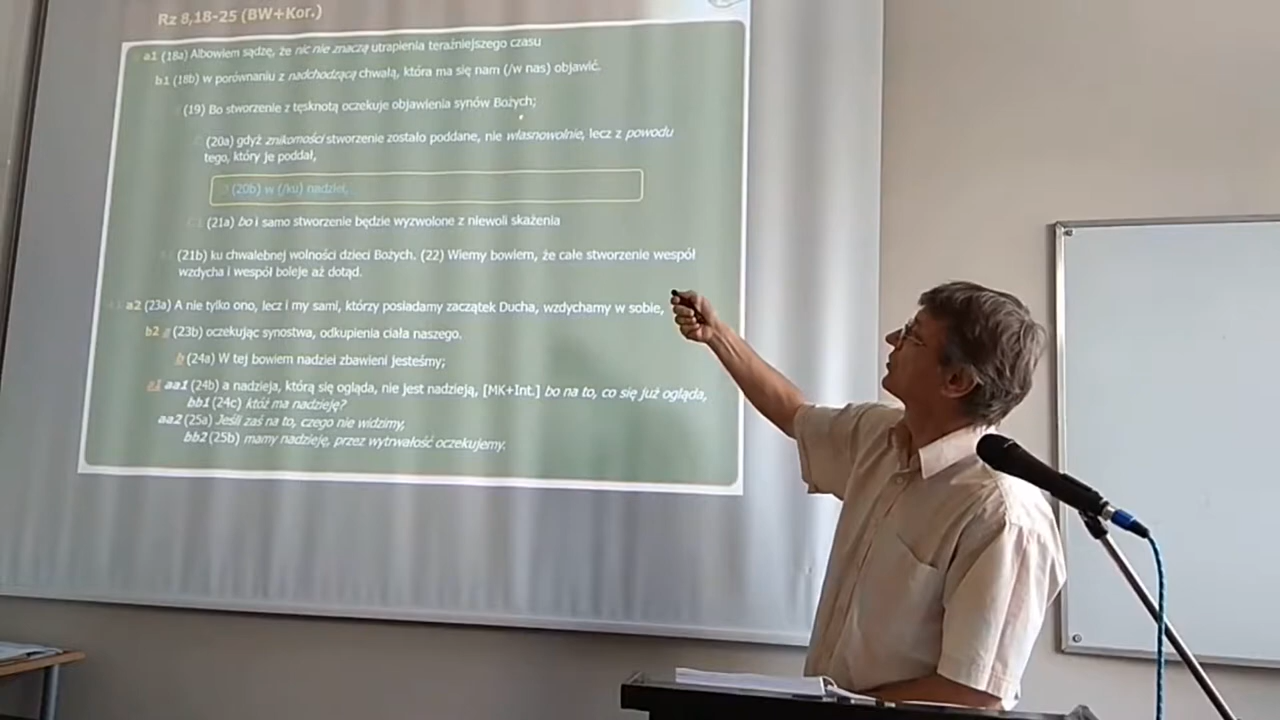 Rz 8,18-25 (BW+Kor.)
a1 (18a) Albowiem sądzę, że nic nie znaczą utrapienia teraźniejszego czasu
b1 (18b) w porównaniu z nadchodzącą chwałą, która ma się nam (/w nas) objawić.
(19) Bo stworzenie z tęsknotą oczekuje objawienia synów Bożych;
(20a) gdyż znikomości stworzenie zostało poddane, nie własnowolnie, lecz z powodu
tego, który je poddał,
(20b) w (/ku) nadziei,
(21a) bo i samo stworzenie będzie wyzwolone z niewoli skażenia
(21b) ku chwalebnej wolności dzieci Bożych. (22) Wiemy bowiem, że całe stworzenie wespół
wzdycha i wespół boleje aż dotąd.
a2 (23a) A nie tylko ono, lecz i my sami, którzy posiadamy zaczątek Ducha, wzdychamy w sobie,
b2 a (23b) oczekując synostwa, odkupienia ciała naszego.
b (24a) W tej bowiem nadziei zbawieni jesteśmy;
a1 aa1 (24b) a nadzieja, którą się ogląda, nie jest nadzieją, [MK+Int.] bo na to, co się już ogląda,
bb1 (24c) któż ma nadzieję?
aa2 (25a) Jeśli zaś na to, czego nie widzimy,
bb2 (25b) mamy nadzieję, przez wytrwałość oczekujemy.